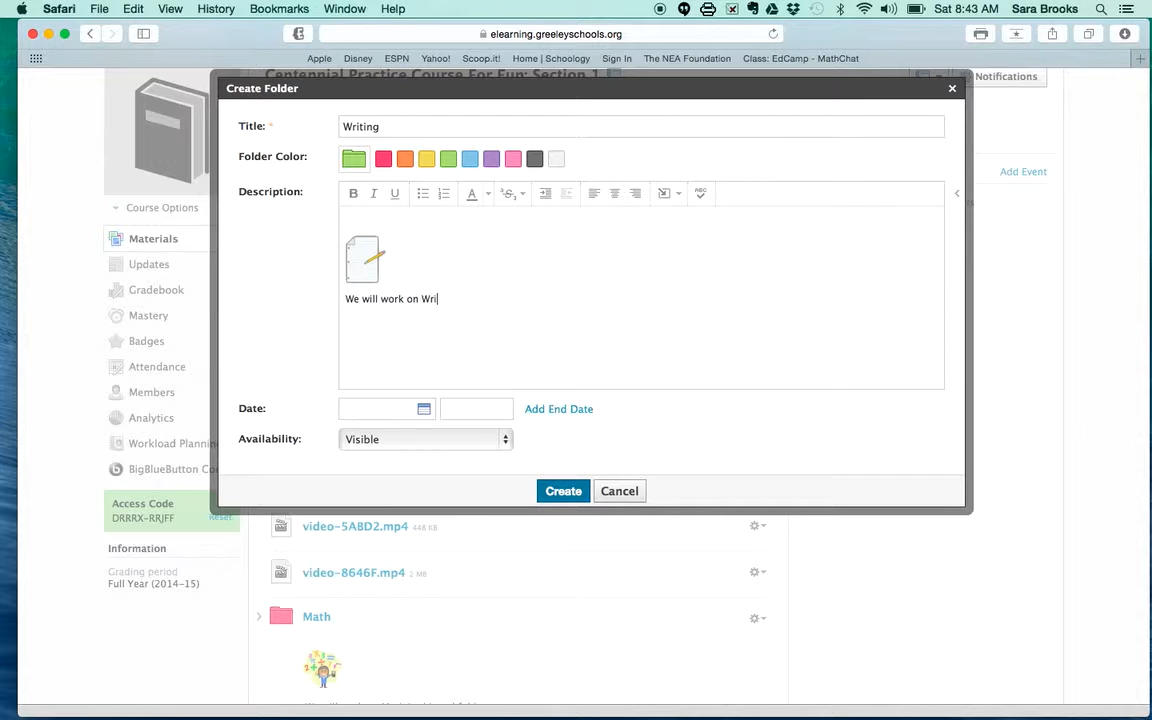 Safari File Edit View History Bookmarks Window Help Sat 8:43 AM Sara Brooks
elearning.greeleyschools.org
Apple Disney ESPN Yahoo! Scoop.it! Home | Schoology Sign In The NEA Foundation Class: EdCamp - MathChat
Centennial Practice Course For Fun: Section 1
Notifications
Create Folder
Title: *
Writing
Folder Color:
Description:
B I U A S ABC
We will work on Wri
Date:
Add End Date
Availability:
Visible
Create Cancel
Add Event
Course Options
Materials
Updates
Gradebook
Mastery
Badges
Attendance
Members
Analytics
Workload Plannin
BigBlueButton Co
Access Code
DRRRX-RRJFF Reset
Information
Grading period
Full Year (2014-15)
video-5ABD2.mp4 448 KB
video-8646F.mp4 2 MB
Math